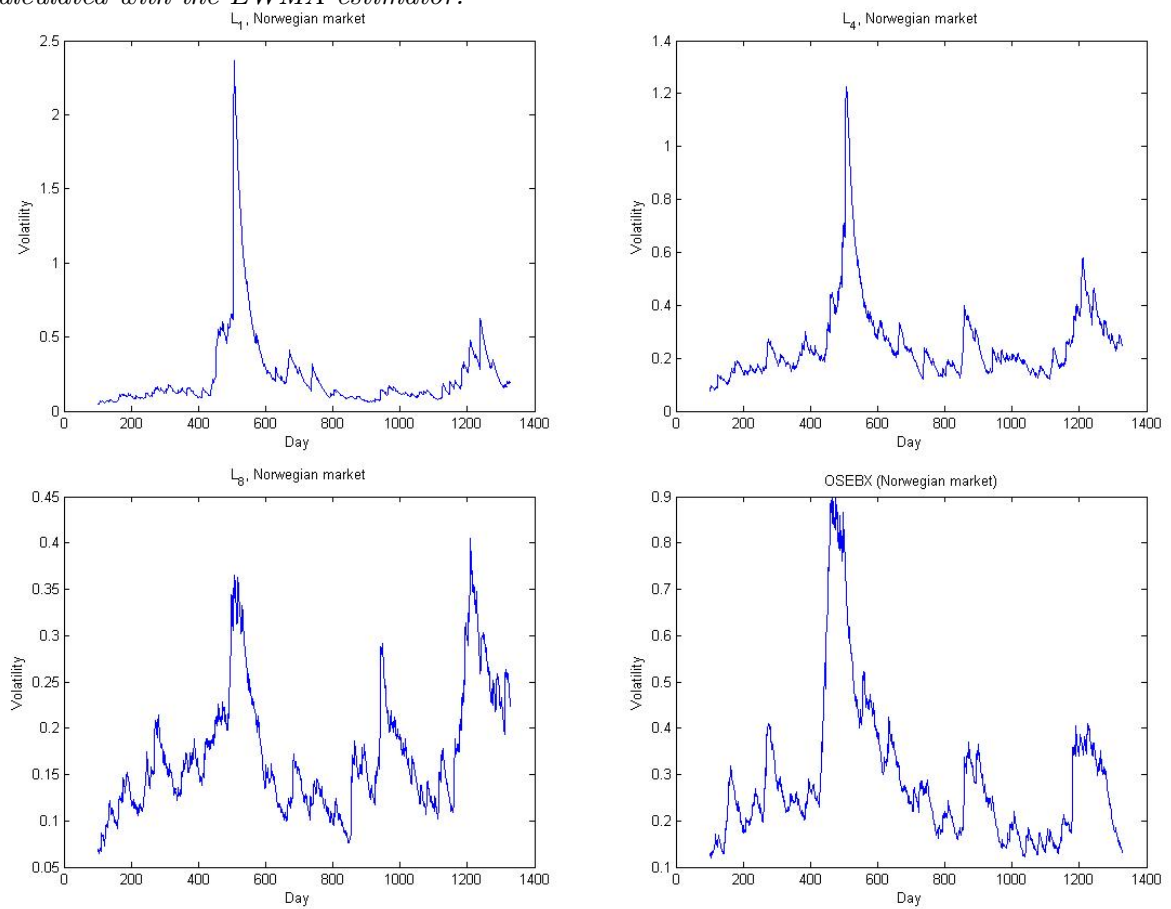 calculated with the EWMA estimator.
L1, Norwegian market
2.5
2
1.5
1
0.5
0
Volatility
0 200 400 600 800 1000 1200 1400
Day
L4, Norwegian market
1.4
1.2
1
0.8
0.6
0.4
0.2
0
Volatility
0 200 400 600 800 1000 1200 1400
Day
L8, Norwegian market
0.45
0.4
0.35
0.3
0.25
0.2
0.15
0.1
0.05
Volatility
0 200 400 600 800 1000 1200 1400
Day
OSEBX (Norwegian market)
0.9
0.8
0.7
0.6
0.5
0.4
0.3
0.2
0.1
Volatility
0 200 400 600 800 1000 1200 1400
Day